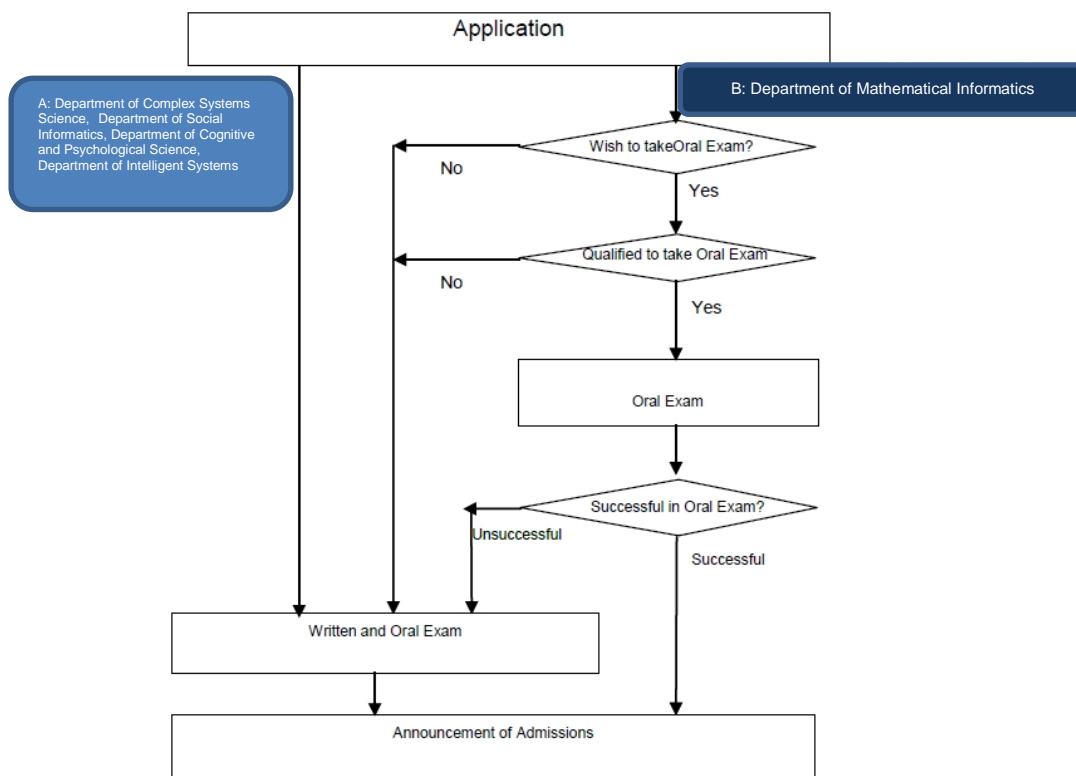 Application
A: Department of Complex Systems
Science, Department of Social
Informatics, Department of Cognitive
and Psychological Science,
Department of Intelligent Systems
B: Department of Mathematical Informatics
Wish to takeOral Exam?
No
Yes
Qualified to take Oral Exam
No
Yes
Oral Exam
Successful in Oral Exam?
Unsuccessful
Successful
Written and Oral Exam
Announcement of Admissions